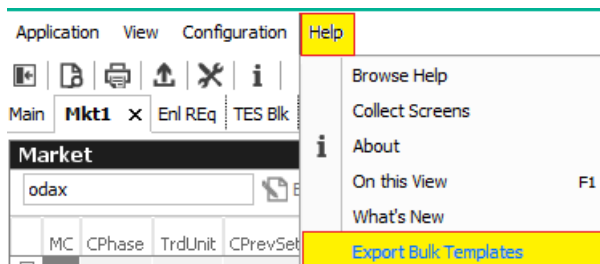 Application View Configuration Help
i
Main Mkt1 × Enl REq TES Blk
Browse Help
Collect Screens
i About
Market
odax
On this View F1
What's New
MC CPhase TrdUnit CPrevSet
Export Bulk Templates